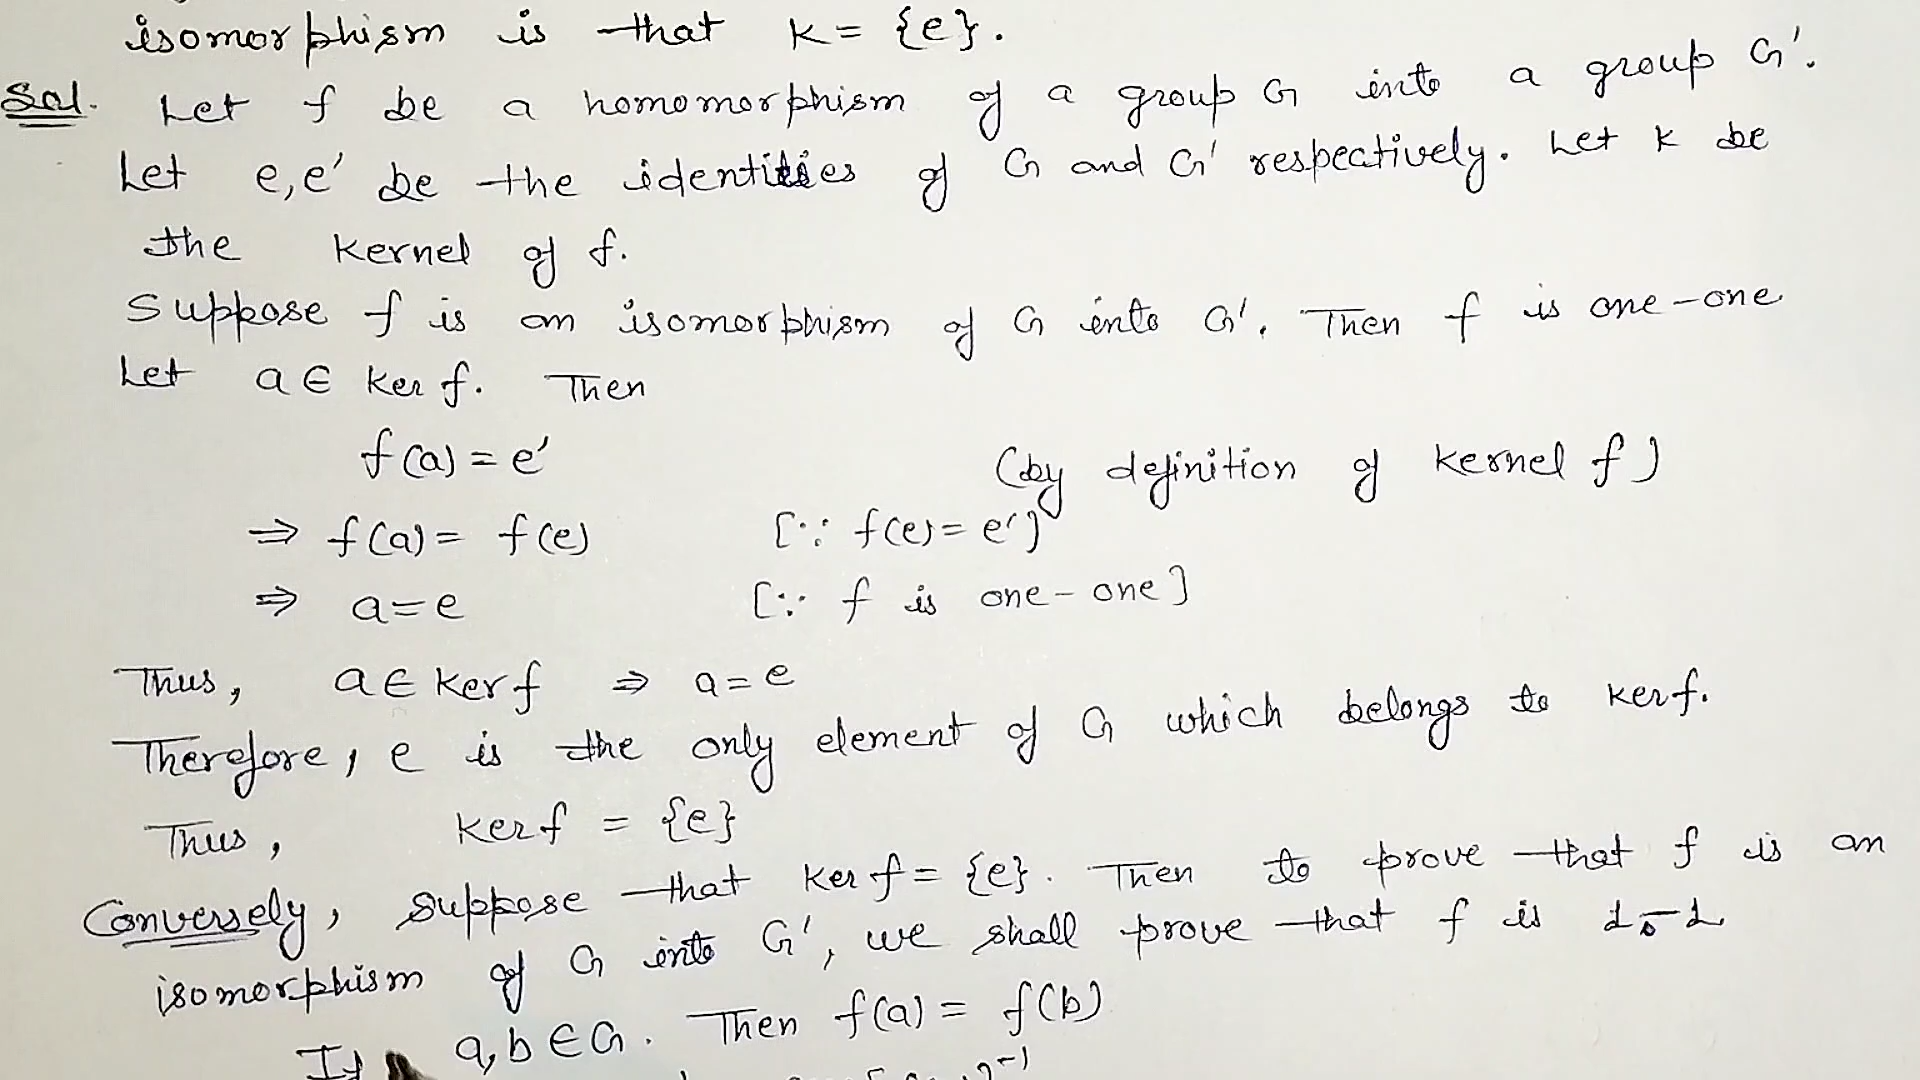 isomorphism is that K = {e}.
Sol. Let f be a homomorphism of a group G into a group G'.
Let e, e' be the identities of G and G' respectively. Let K be
the kernel of f.
Suppose f is an isomorphism of G into G'. Then f is one-one
Let a ∈ Ker f. Then
f(a) = e' (by definition of kernel f)
⇒ f(a) = f(e) [∵ f(e) = e']
⇒ a = e [∵ f is one-one]
Thus, a ∈ Ker f ⇒ a = e
Therefore, e is the only element of G which belongs to ker f.
Thus, Ker f = {e}
Conversely, suppose that Ker f = {e}. Then to prove that f is an
isomorphism of G into G', we shall prove that f is 1-1
If a, b ∈ G. Then f(a) = f(b)